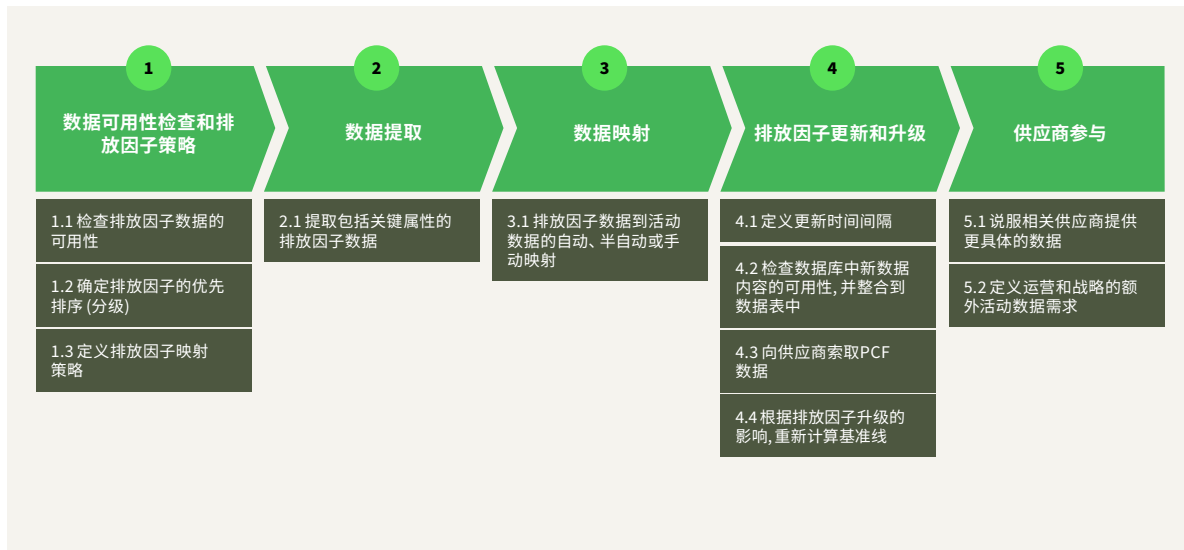 1
数据可用性检查和排
放因子策略
1.1 检查排放因子数据的
可用性
1.2 确定排放因子的优先
排序 (分级)
1.3 定义排放因子映射
策略
2
数据提取
2.1 提取包括关键属性的
排放因子数据
3
数据映射
3.1 排放因子数据到活动
数据的自动、半自动或手
动映射
4
排放因子更新和升级
4.1 定义更新时间间隔
4.2 检查数据库中新数据
内容的可用性, 并整合到
数据表中
4.3 向供应商索取PCF
数据
4.4 根据排放因子升级的
影响, 重新计算基准线
5
供应商参与
5.1 说服相关供应商提供
更具体的数据
5.2 定义运营和战略的额
外活动数据需求